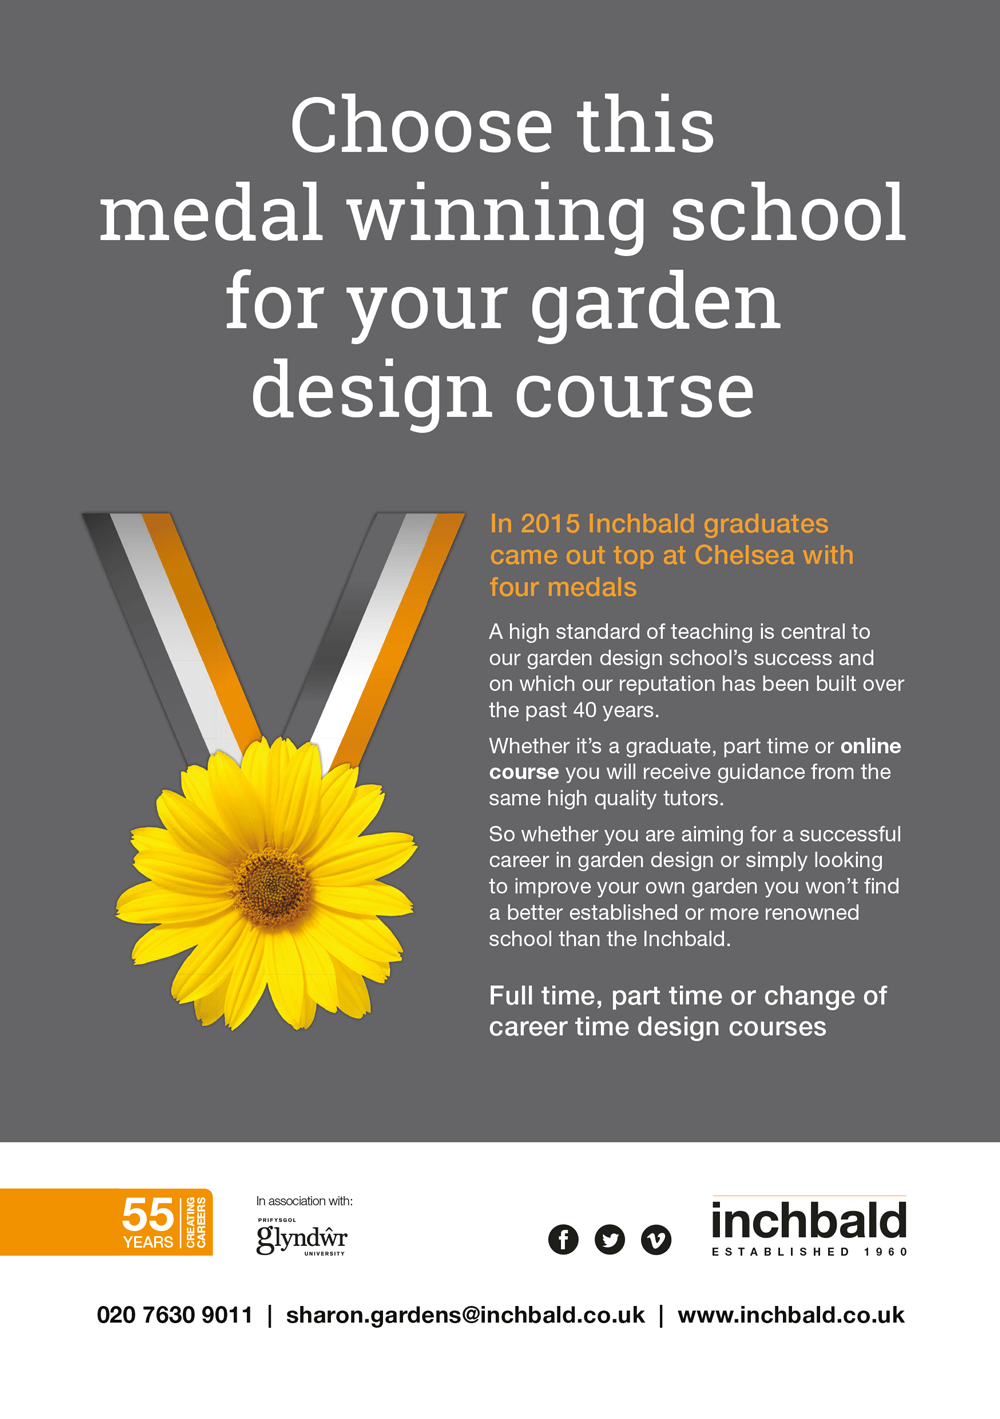 Choose this
medal winning school
for your garden
design course
In 2015 Inchbald graduates
came out top at Chelsea with
four medals
A high standard of teaching is central to
our garden design school’s success and
on which our reputation has been built over
the past 40 years.
Whether it’s a graduate, part time or online
course you will receive guidance from the
same high quality tutors.
So whether you are aiming for a successful
career in garden design or simply looking
to improve your own garden you won’t find
a better established or more renowned
school than the Inchbald.
Full time, part time or change of
career time design courses
55
YEARS
CREATING
CAREERS
In association with:
PRIFYSGOL
glyndŵr
UNIVERSITY
inchbald
ESTABLISHED 1960
020 7630 9011 | sharon.gardens@inchbald.co.uk | www.inchbald.co.uk